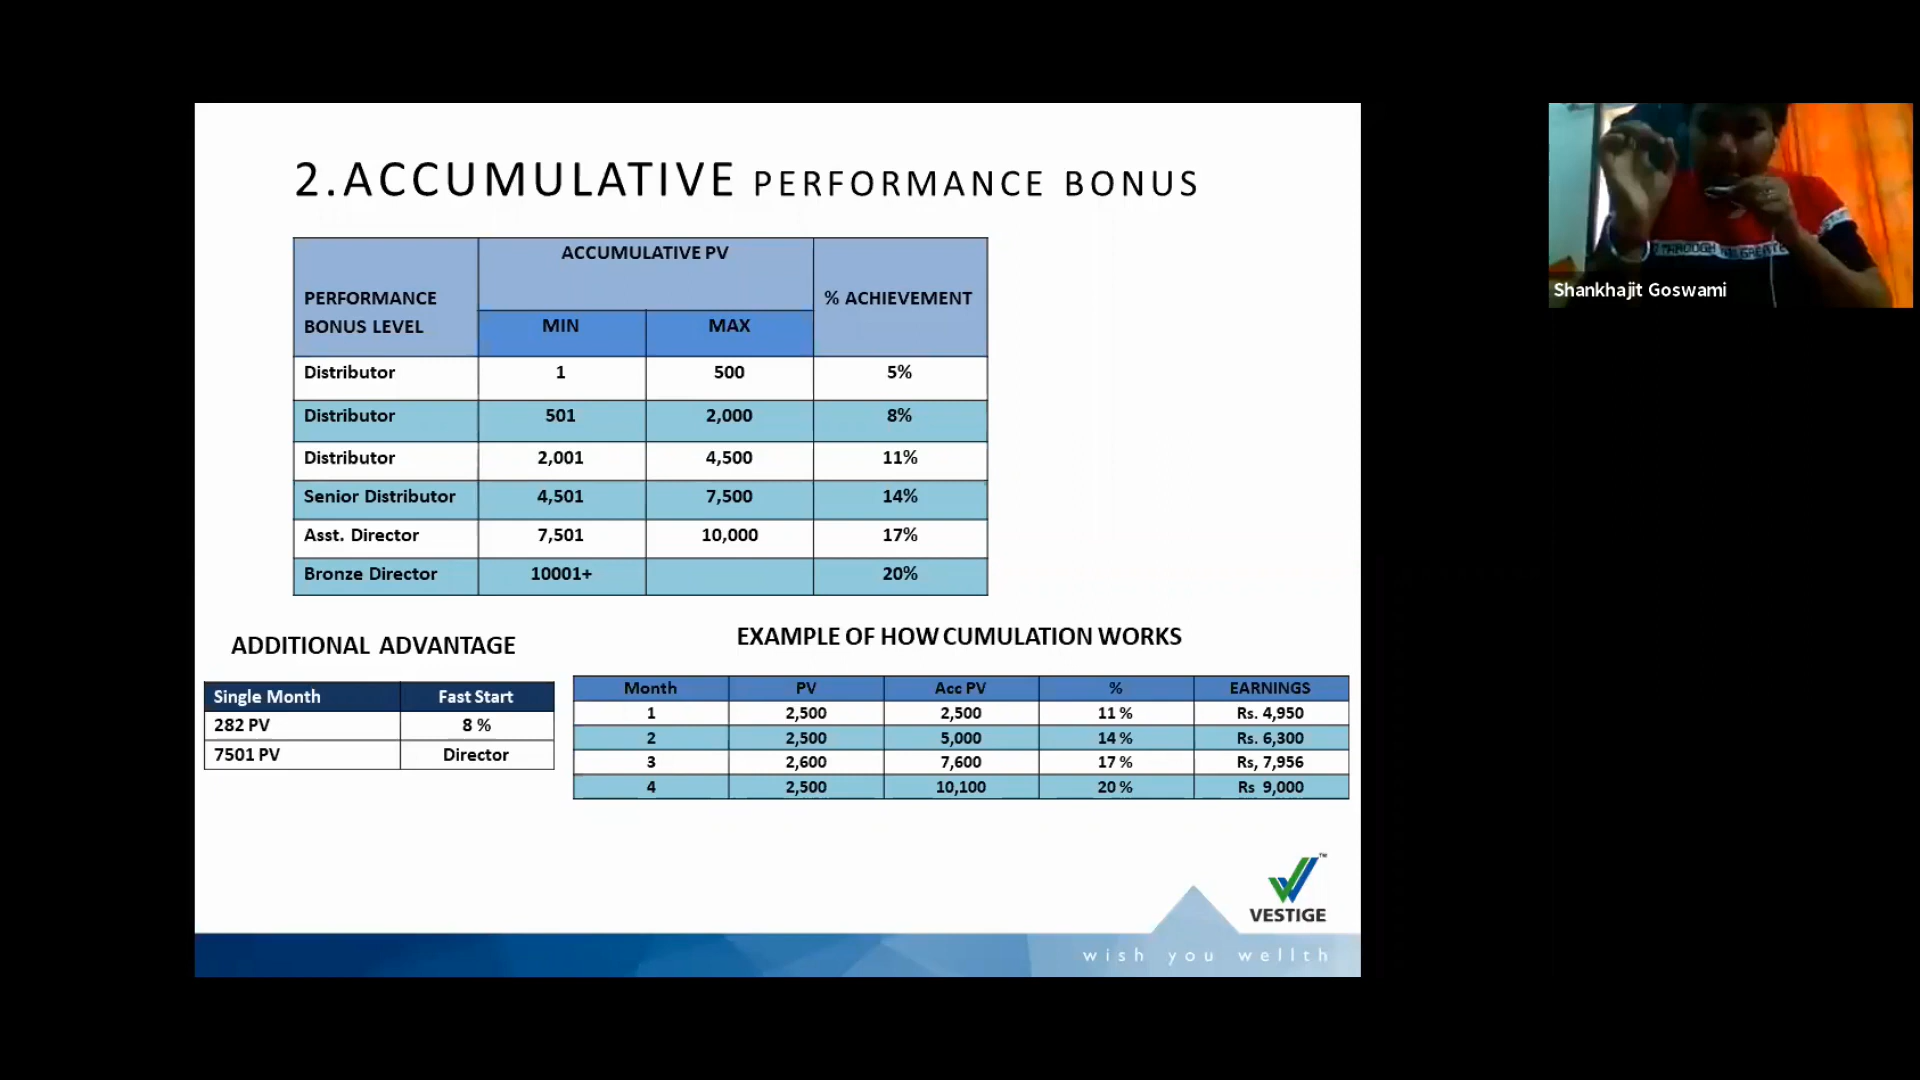 2.ACCUMULATIVE PERFORMANCE BONUS
PERFORMANCE BONUS LEVEL ACCUMULATIVE PV % ACHIEVEMENT
MIN MAX
Distributor 1 500 5%
Distributor 501 2,000 8%
Distributor 2,001 4,500 11%
Senior Distributor 4,501 7,500 14%
Asst. Director 7,501 10,000 17%
Bronze Director 10001+ 20%
ADDITIONAL ADVANTAGE
Single Month Fast Start
282 PV 8 %
7501 PV Director
EXAMPLE OF HOW CUMULATION WORKS
Month PV Acc PV % EARNINGS
1 2,500 2,500 11 % Rs. 4,950
2 2,500 5,000 14 % Rs. 6,300
3 2,600 7,600 17 % Rs, 7,956
4 2,500 10,100 20 % Rs 9,000
VESTIGE™
wish you wellth
Shankhajit Goswami